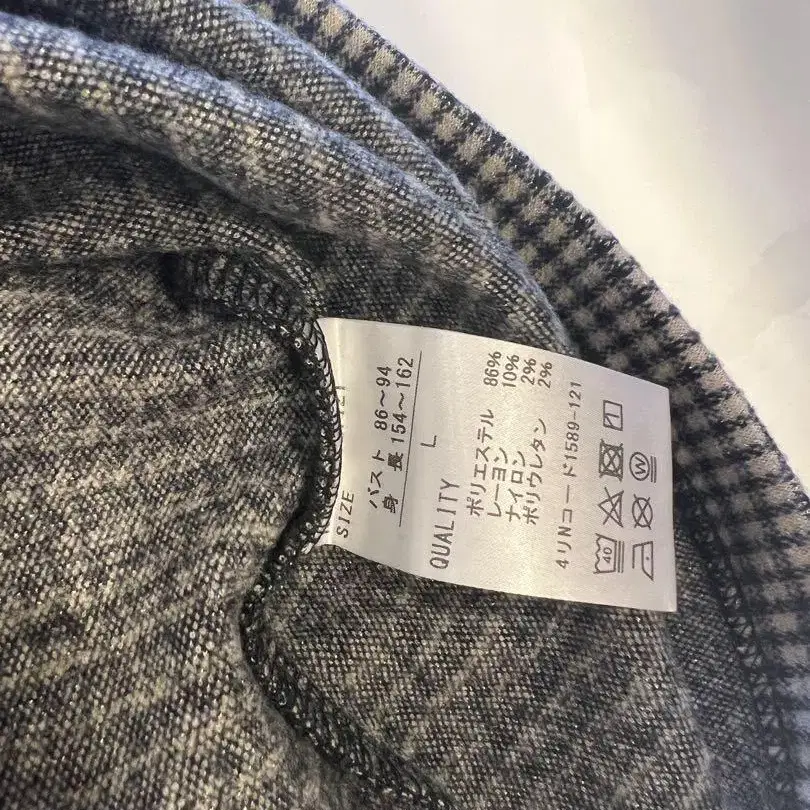 SIZE
バスト 86～94
身 長 154～162
L
QUALITY
ポリエステル 86%
レーヨン 10%
ナイロン 2%
ポリウレタン 2%
4リNコード1589-121
40
W